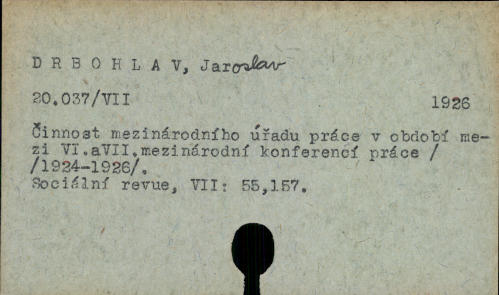 DRBOHLAV, Jaroslav
20.037/VII 1926
Činnost mezinárodního úřadu práce v období me-
zi VI.aVII.mezinárodní konferencí práce /
/1924-1926/.
Sociální revue, VII: 55,157.